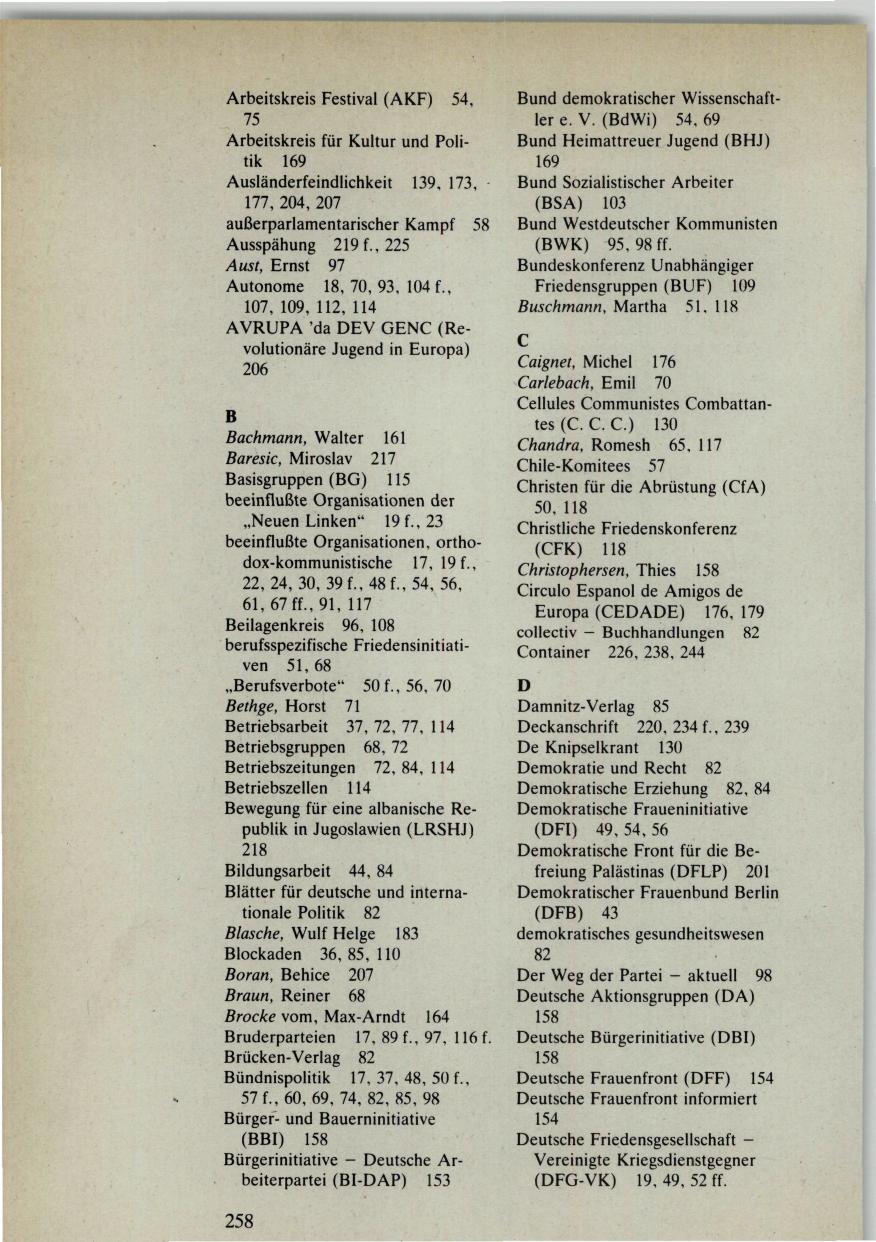 Arbeitskreis Festival (AKF) 54,
75
Arbeitskreis für Kultur und Poli-
tik 169
Ausländerfeindlichkeit 139, 173,
177, 204, 207
außerparlamentarischer Kampf 58
Ausspähung 219 f., 225
Aust, Ernst 97
Autonome 18, 70, 93, 104 f.,
107, 109, 112, 114
AVRUPA 'da DEV GENC (Re-
volutionäre Jugend in Europa)
206
B
Bachmann, Walter 161
Baresic, Miroslav 217
Basisgruppen (BG) 115
beeinflußte Organisationen der
„Neuen Linken“ 19 f., 23
beeinflußte Organisationen, ortho-
dox-kommunistische 17, 19 f.,
22, 24, 30, 39 f., 48 f., 54, 56,
61, 67 ff., 91, 117
Beilagenkreis 96, 108
berufsspezifische Friedensinitiati-
ven 51, 68
„Berufsverbote“ 50 f., 56, 70
Bethge, Horst 71
Betriebsarbeit 37, 72, 77, 114
Betriebsgruppen 68, 72
Betriebszeitungen 72, 84, 114
Betriebszellen 114
Bewegung für eine albanische Re-
publik in Jugoslawien (LRSHJ)
218
Bildungsarbeit 44, 84
Blätter für deutsche und interna-
tionale Politik 82
Blasche, Wulf Helge 183
Blockaden 36, 85, 110
Boran, Behice 207
Braun, Reiner 68
Brocke vom, Max-Arndt 164
Bruderparteien 17, 89 f., 97, 116 f.
Brücken-Verlag 82
Bündnispolitik 17, 37, 48, 50 f.,
57 f., 60, 69, 74, 82, 85, 98
Bürger- und Bauerninitiative
(BBI) 158
Bürgerinitiative – Deutsche Ar-
beiterpartei (BI-DAP) 153
Bund demokratischer Wissenschaft-
ler e. V. (BdWi) 54, 69
Bund Heimattreuer Jugend (BHJ)
169
Bund Sozialistischer Arbeiter
(BSA) 103
Bund Westdeutscher Kommunisten
(BWK) 95, 98 ff.
Bundeskonferenz Unabhängiger
Friedensgruppen (BUF) 109
Buschmann, Martha 51, 118
C
Caignet, Michel 176
Carlebach, Emil 70
Cellules Communistes Combattan-
tes (C. C. C.) 130
Chandra, Romesh 65, 117
Chile-Komitees 57
Christen für die Abrüstung (CfA)
50, 118
Christliche Friedenskonferenz
(CFK) 118
Christophersen, Thies 158
Circulo Espanol de Amigos de
Europa (CEDADE) 176, 179
collectiv – Buchhandlungen 82
Container 226, 238, 244
D
Damnitz-Verlag 85
Deckanschrift 220, 234 f., 239
De Knipselkrant 130
Demokratie und Recht 82
Demokratische Erziehung 82, 84
Demokratische Fraueninitiative
(DFI) 49, 54, 56
Demokratische Front für die Be-
freiung Palästinas (DFLP) 201
Demokratischer Frauenbund Berlin
(DFB) 43
demokratisches gesundheitswesen
82
Der Weg der Partei – aktuell 98
Deutsche Aktionsgruppen (DA)
158
Deutsche Bürgerinitiative (DBI)
158
Deutsche Frauenfront (DFF) 154
Deutsche Frauenfront informiert
154
Deutsche Friedensgesellschaft –
Vereinigte Kriegsdienstgegner
(DFG-VK) 19, 49, 52 ff.
258